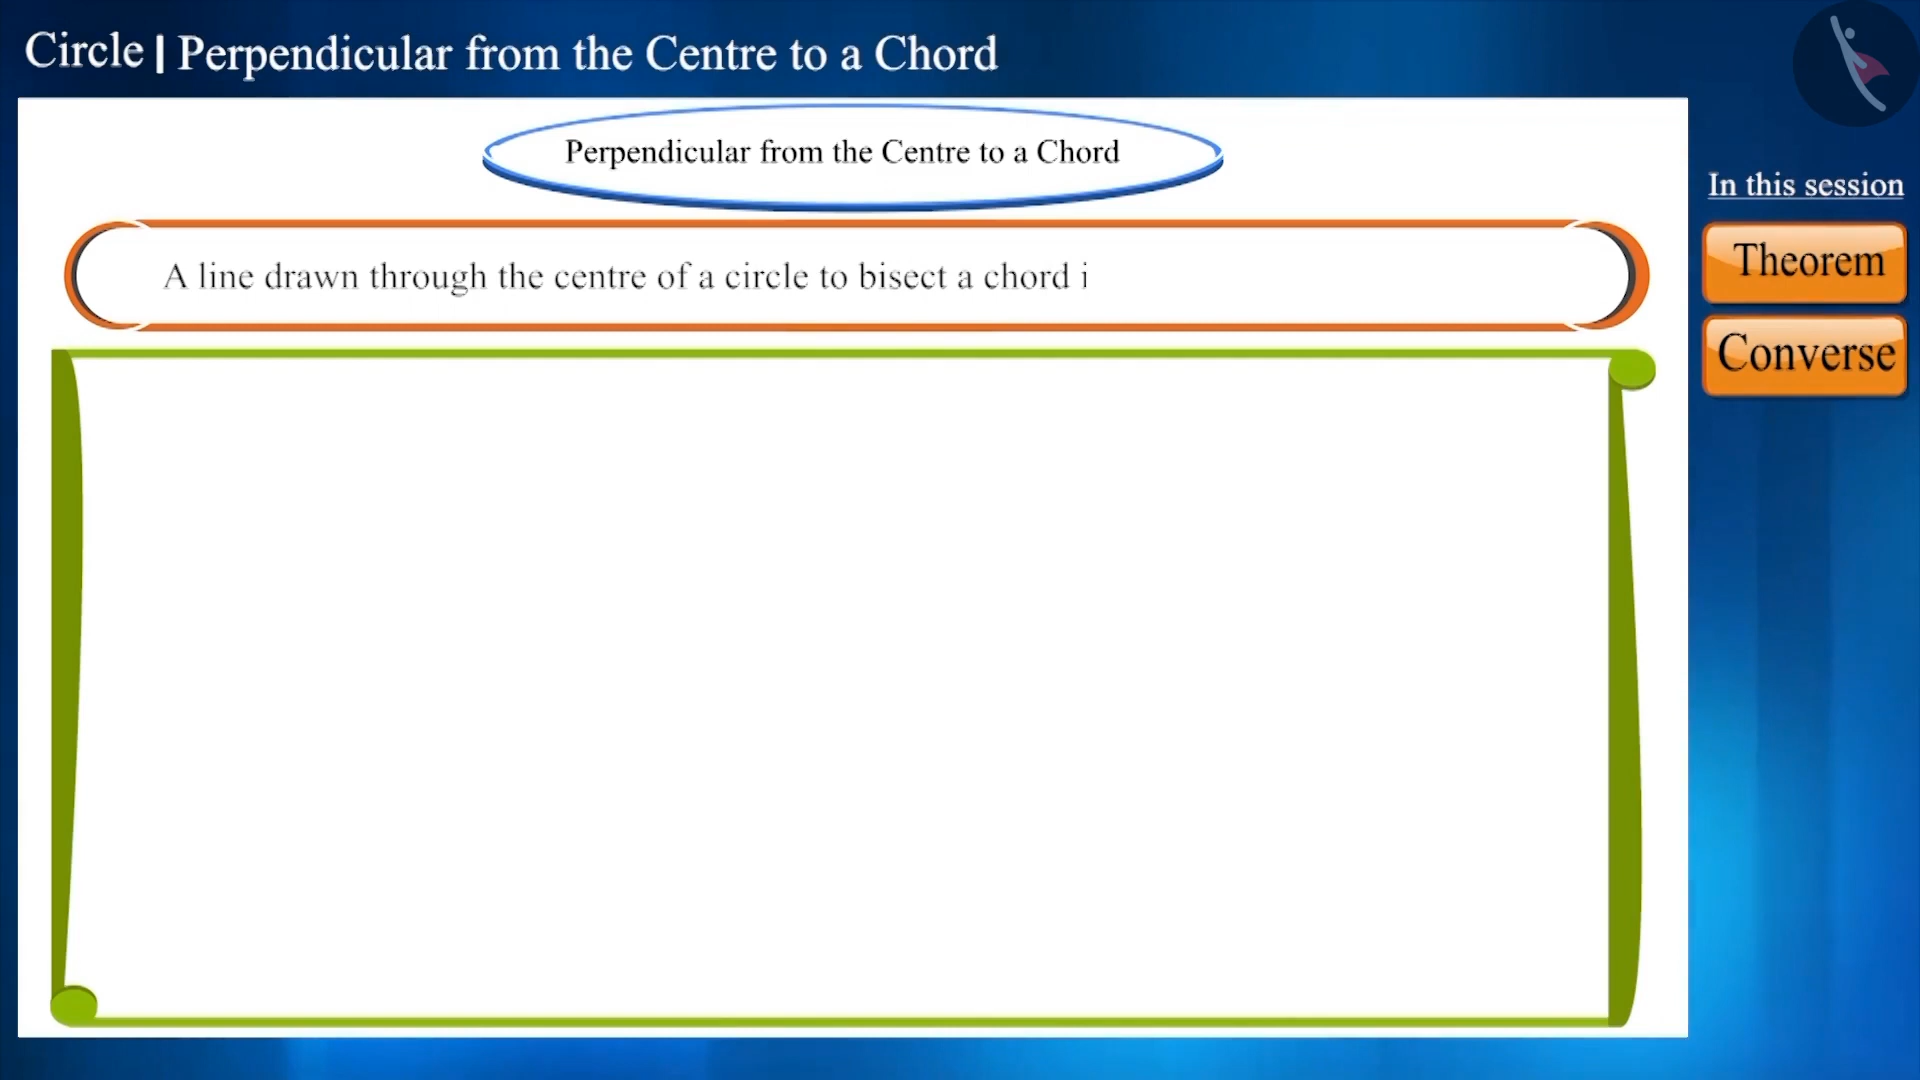 Circle | Perpendicular from the Centre to a Chord
Perpendicular from the Centre to a Chord
A line drawn through the centre of a circle to bisect a chord i
In this session
Theorem
Converse